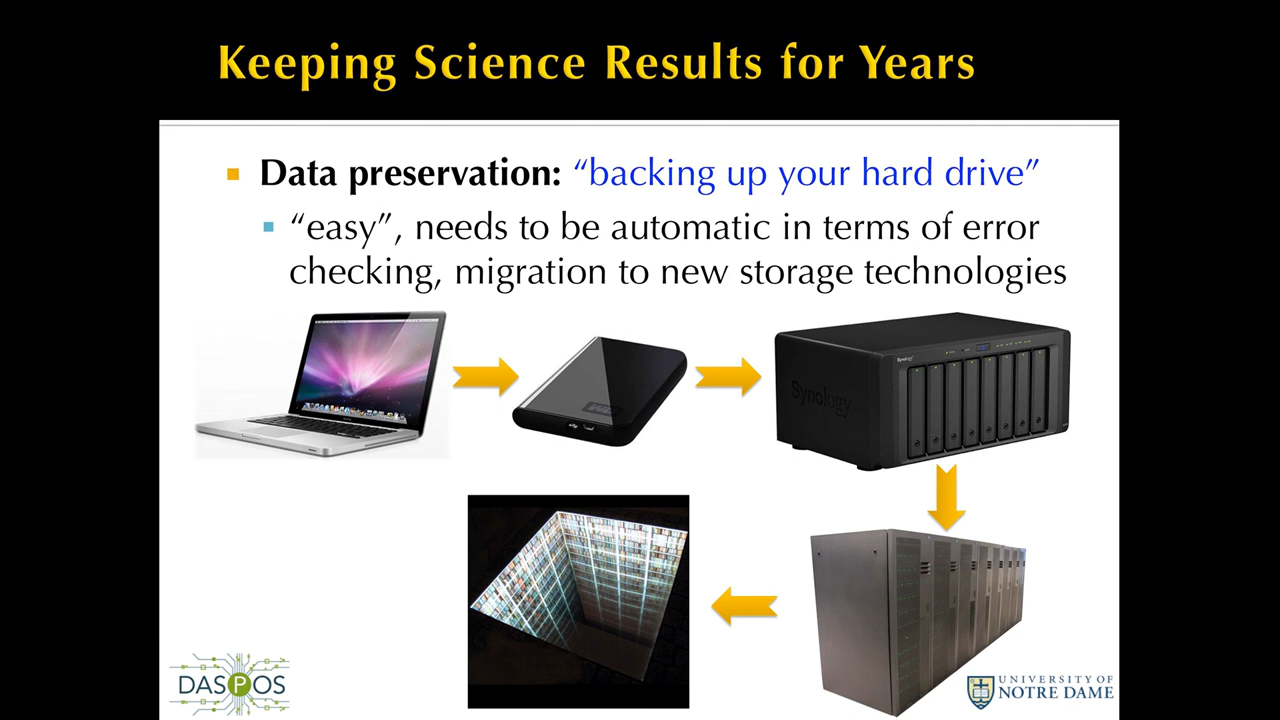 Keeping Science Results for Years
Data preservation: “backing up your hard drive”
“easy”, needs to be automatic in terms of error
checking, migration to new storage technologies
Synology
Synology
DASPOS
UNIVERSITY OF
NOTRE DAME